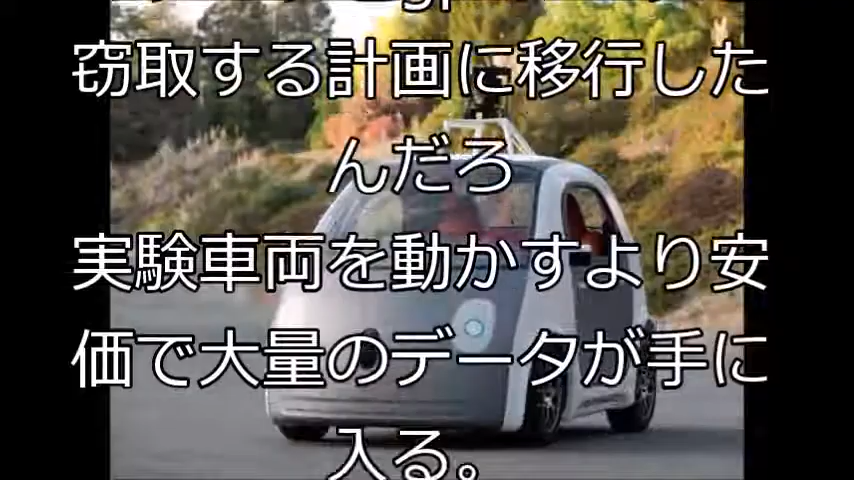 窃取する計画に移行した
んだろ
実験車両を動かすより安
価で大量のデータが手に
入る。